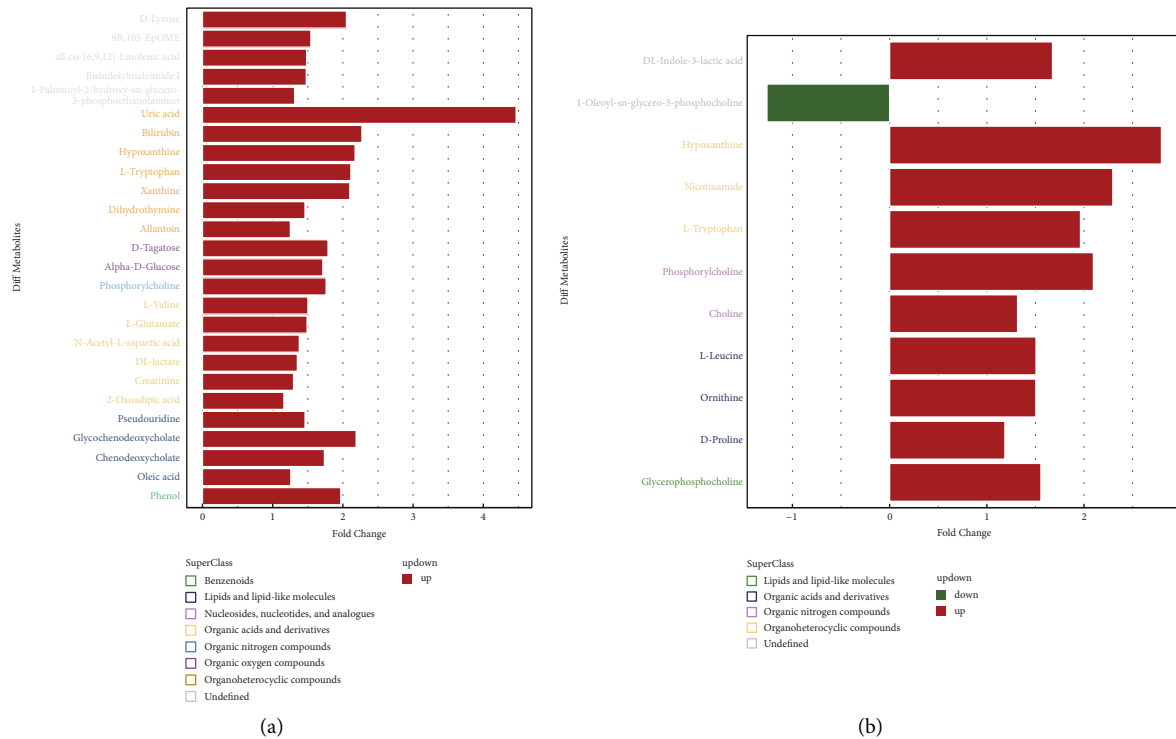 D-Lyxose
9R,10S-EpOME
all cis-(6,9,12)-Linolenic acid
Bisindolylmaleimide I
1-Palmitoyl-2-hydroxy-sn-glycero-
3-phosphoethanolaminet
Uric acid
Bilirubin
Hypoxanthine
L-Tryptophan
Xanthine
Dihydrothymine
Allantoin
D-Tagatose
Alpha-D-Glucose
Phosphorylcholine
L-Valine
L-Glutamate
N-Acetyl-L-aspartic acid
DL-lactate
Creatinine
2-Oxoadipic acid
Pseudouridine
Glycochenodeoxycholate
Chenodeoxycholate
Oleic acid
Phenol
Diff Metabolites
0 1 2 3 4
Fold Change
SuperClass
Benzenoids
Lipids and lipid-like molecules
Nucleosides, nucleotides, and analogues
Organic acids and derivatives
Organic nitrogen compounds
Organic oxygen compounds
Organoheterocyclic compounds
Undefined
updown
up
(a)
DL-Indole-3-lactic acid
1-Oleoyl-sn-glycero-3-phosphocholine
Hypoxanthine
Nicotinamide
L-Tryptophan
Phosphorylcholine
Choline
L-Leucine
Ornithine
D-Proline
Glycerophosphocholine
Diff Metabolites
−1 0 1 2
Fold Change
SuperClass
Lipids and lipid-like molecules
Organic acids and derivatives
Organic nitrogen compounds
Organoheterocyclic compounds
Undefined
updown
down
up
(b)